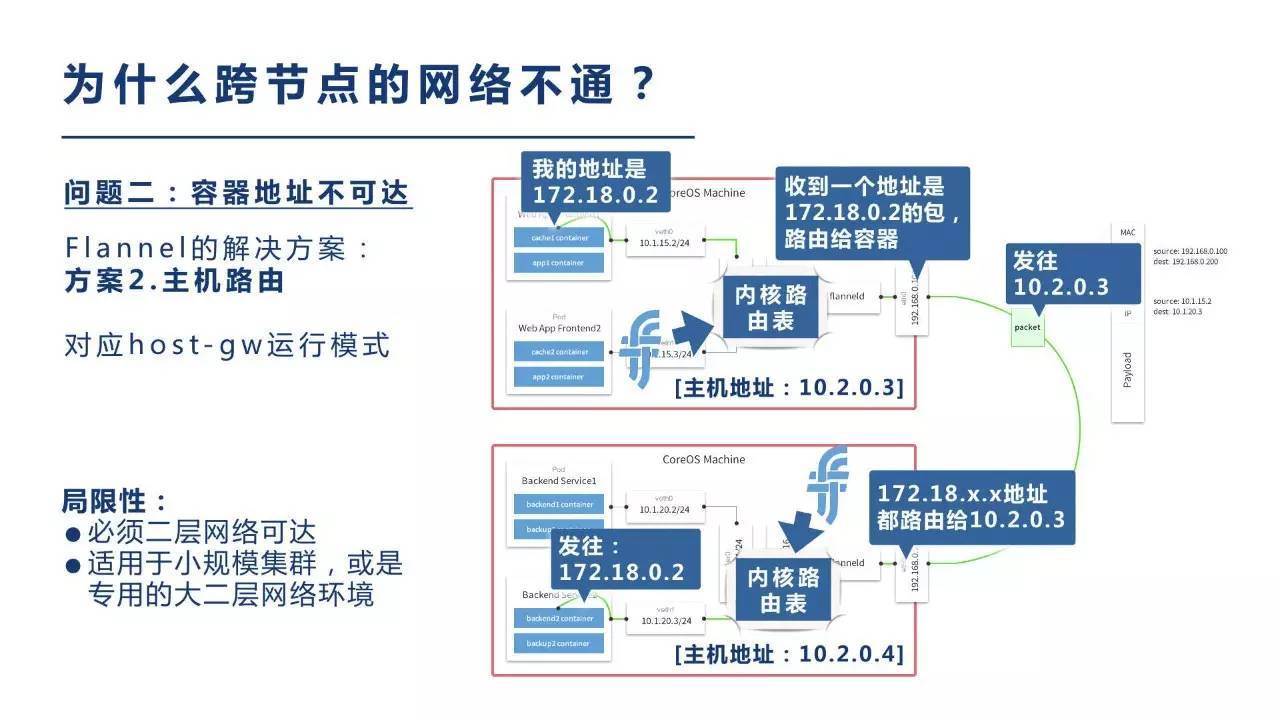 为什么跨节点的网络不通？
问题二：容器地址不可达
Flannel的解决方案：
方案2.主机路由
对应host-gw运行模式
局限性：
●必须二层网络可达
●适用于小规模集群，或是
专用的大二层网络环境
我的地址是
172.18.0.2
CoreOS Machine
cache1 container
app1 container
veth0
10.1.15.2/24
收到一个地址是
172.18.0.2的包，
路由给容器
内核路
由表
flanneld
Pod
Web App Frontend2
cache2 container
app2 container
10.1.15.3/24
[主机地址：10.2.0.3]
发往
10.2.0.3
packet
MAC
source: 192.168.0.100
dest: 192.168.0.200
IP
source: 10.1.15.2
dest: 10.1.20.3
Payload
CoreOS Machine
Pod
Backend Service1
backend1 container
veth0
10.1.20.2/24
172.18.x.x地址
都路由给10.2.0.3
发往：
172.18.0.2
内核路
由表
backend2 container
backup2 container
veth1
10.1.20.3/24
[主机地址：10.2.0.4]